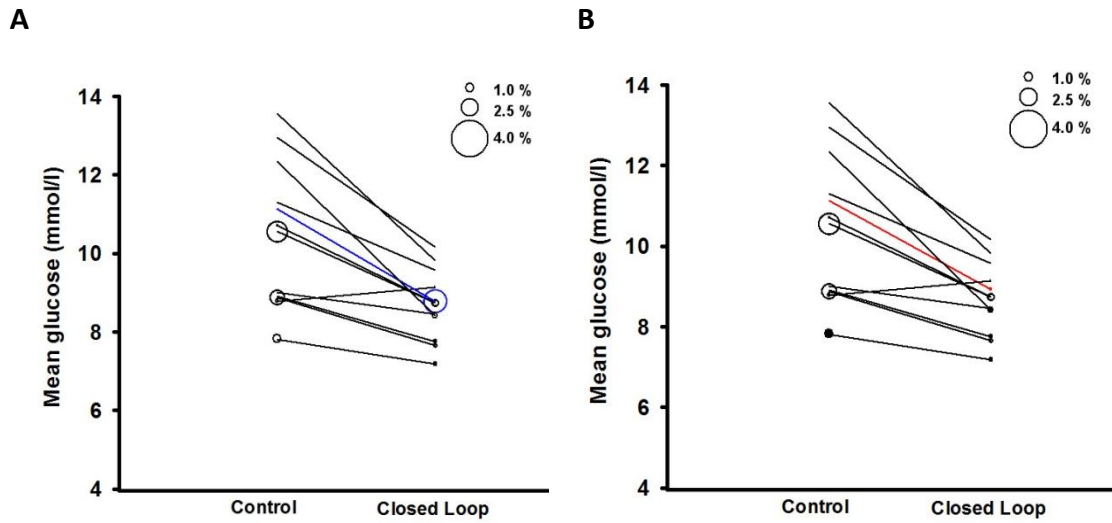 A
1.0 %
2.5 %
4.0 %
14
12
10
8
6
4
Mean glucose (mmol/l)
Control
Closed Loop
B
1.0 %
2.5 %
4.0 %
14
12
10
8
6
4
Mean glucose (mmol/l)
Control
Closed Loop